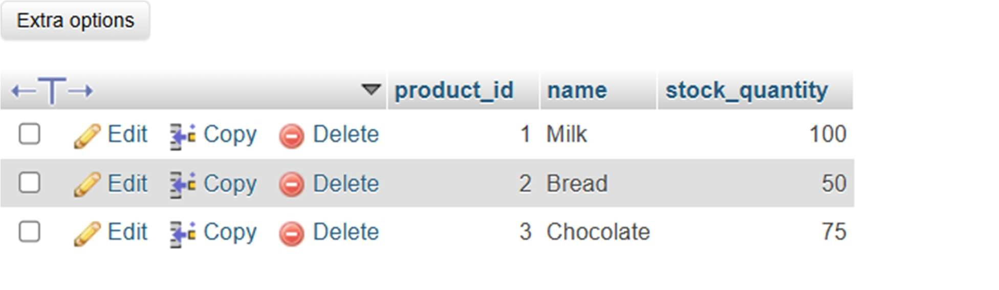 Extra options
product_id name stock_quantity
Edit Copy Delete 1 Milk 100
Edit Copy Delete 2 Bread 50
Edit Copy Delete 3 Chocolate 75